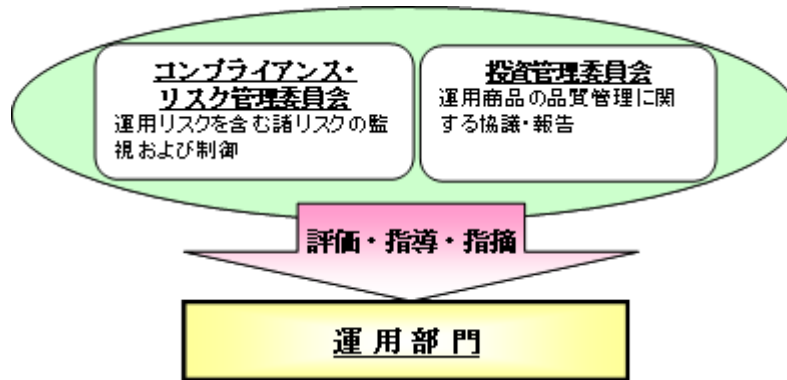 コンプライアンス・
リスク管理委員会
運用リスクを含む諸リスクの監
視および制御
投資管理委員会
運用商品の品質管理に関
する協議・報告
評価・指導・指摘
運用部門